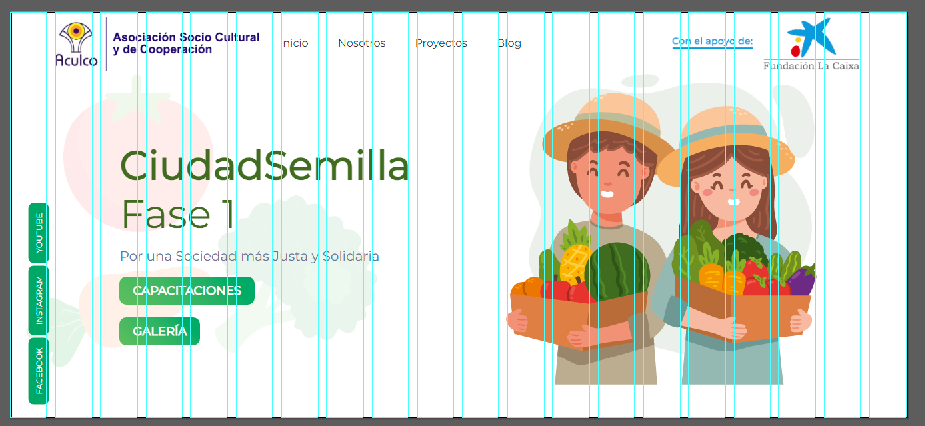 Aculco
Asociación Socio Cultural
y de Cooperación
Inicio
Nosotros
Proyectos
Blog
Con el apoyo de:
Fundación La Caixa
CiudadSemilla
Fase 1
Por una Sociedad más Justa y Solidaria
CAPACITACIONES
GALERÍA
YOUTUBE
INSTAGRAM
FACEBOOK